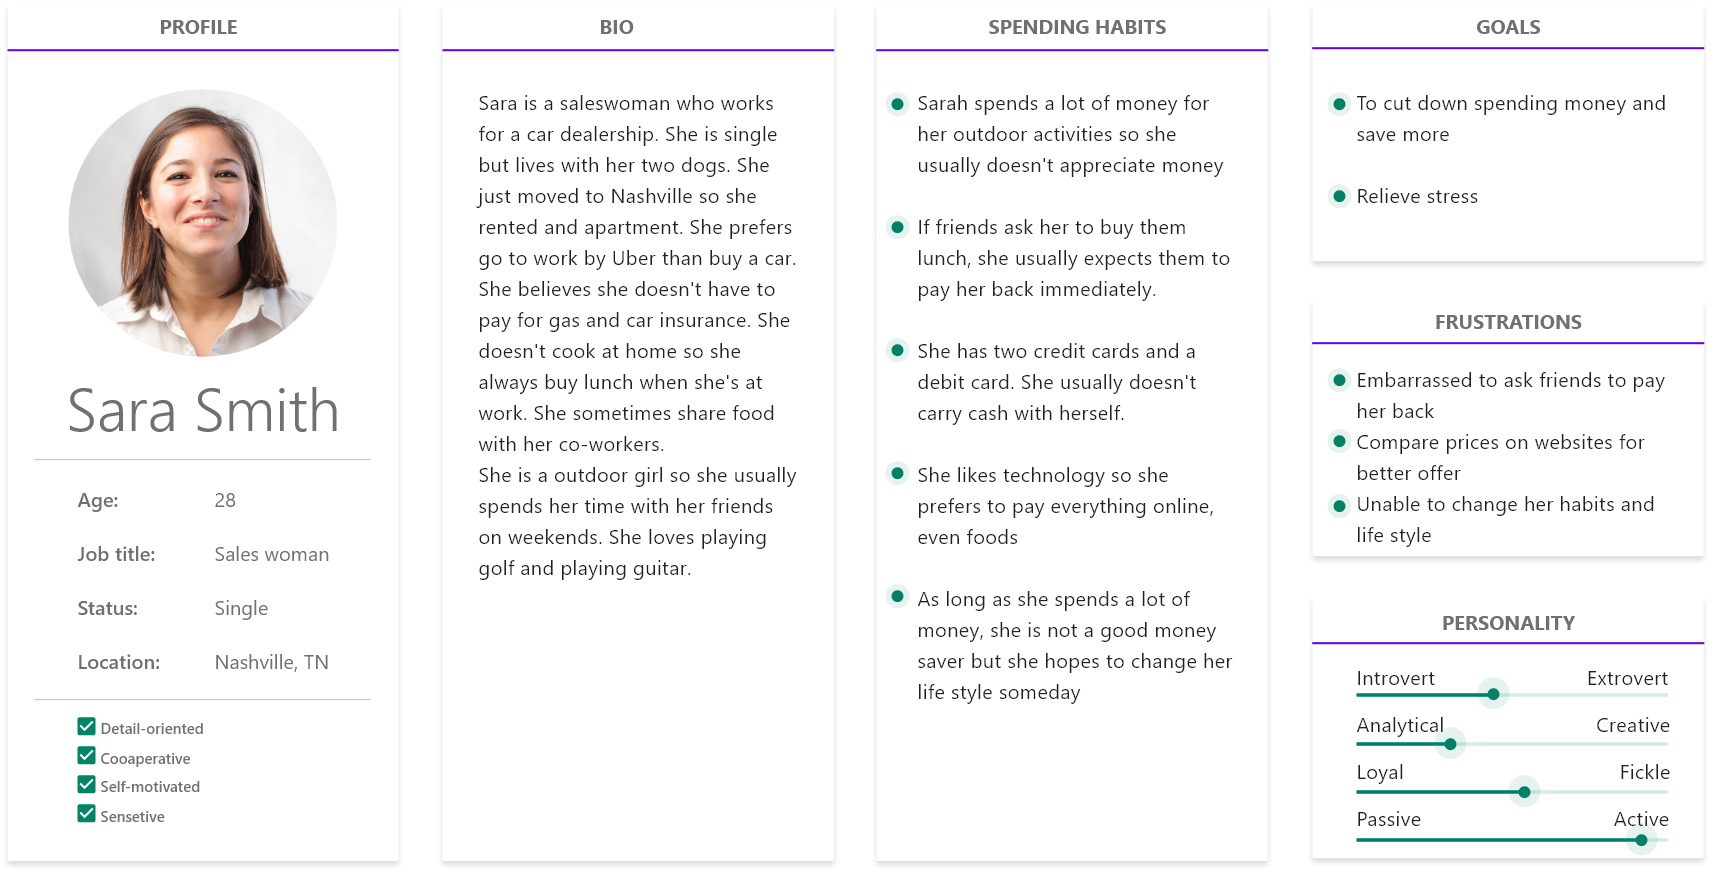 PROFILE
Sara Smith
Age: 28
Job title: Sales woman
Status: Single
Location: Nashville, TN
Detail-oriented
Cooaperative
Self-motivated
Sensetive
BIO
Sara is a saleswoman who works
for a car dealership. She is single
but lives with her two dogs. She
just moved to Nashville so she
rented and apartment. She prefers
go to work by Uber than buy a car.
She believes she doesn't have to
pay for gas and car insurance. She
doesn't cook at home so she
always buy lunch when she's at
work. She sometimes share food
with her co-workers.
She is a outdoor girl so she usually
spends her time with her friends
on weekends. She loves playing
golf and playing guitar.
SPENDING HABITS
Sarah spends a lot of money for
her outdoor activities so she
usually doesn't appreciate money
If friends ask her to buy them
lunch, she usually expects them to
pay her back immediately.
She has two credit cards and a
debit card. She usually doesn't
carry cash with herself.
She likes technology so she
prefers to pay everything online,
even foods
As long as she spends a lot of
money, she is not a good money
saver but she hopes to change her
life style someday
GOALS
To cut down spending money and
save more
Relieve stress
FRUSTRATIONS
Embarrassed to ask friends to pay
her back
Compare prices on websites for
better offer
Unable to change her habits and
life style
PERSONALITY
Introvert Extrovert
Analytical Creative
Loyal Fickle
Passive Active